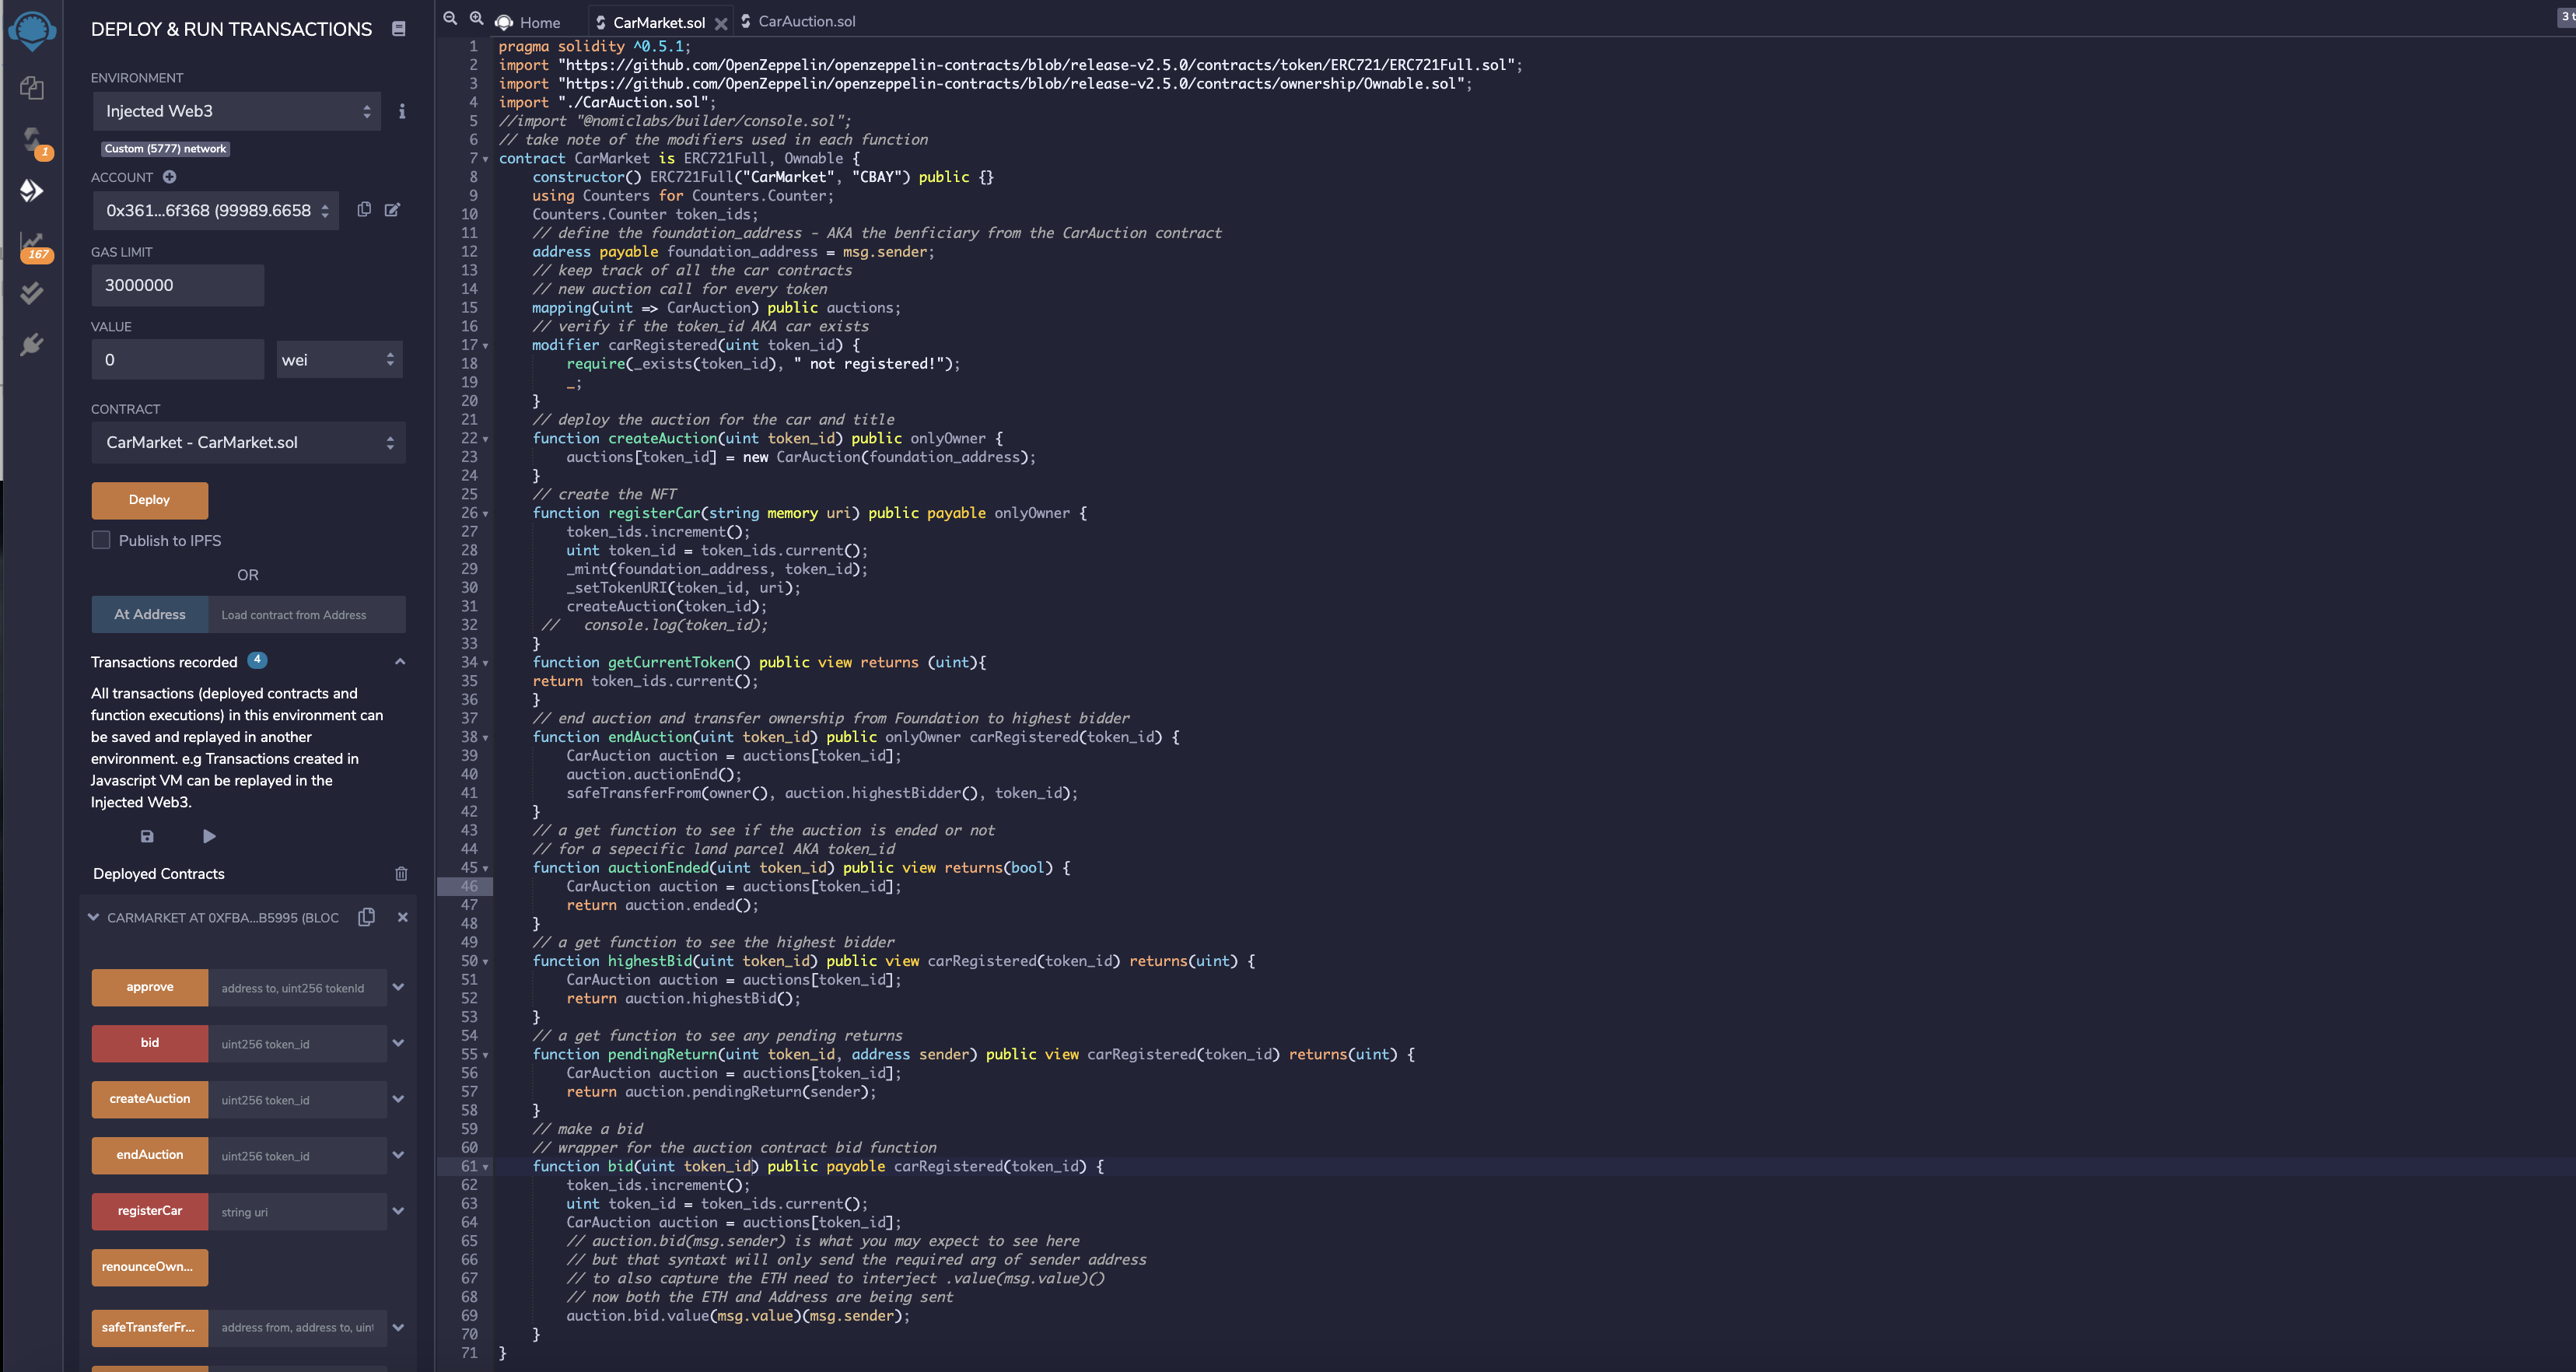 DEPLOY & RUN TRANSACTIONS
ENVIRONMENT
Injected Web3
i
Custom (5777) network
ACCOUNT
0x361...6f368 (99989.6658
GAS LIMIT
3000000
VALUE
0
wei
CONTRACT
CarMarket - CarMarket.sol
Deploy
Publish to IPFS
OR
At Address
Load contract from Address
Transactions recorded 4
All transactions (deployed contracts and
function executions) in this environment can
be saved and replayed in another
environment. e.g Transactions created in
Javascript VM can be replayed in the
Injected Web3.
Deployed Contracts
CARMARKET AT 0XFBA...B5995 (BLOC
approve address to, uint256 tokenId
bid uint256 token_id
createAuction uint256 token_id
endAuction uint256 token_id
registerCar string uri
renounceOwn...
safeTransferFr... address from, address to, uint
1
167
Home
CarMarket.sol
CarAuction.sol
3 t
1 pragma solidity ^0.5.1;
2 import "https://github.com/OpenZeppelin/openzeppelin-contracts/blob/release-v2.5.0/contracts/token/ERC721/ERC721Full.sol";
3 import "https://github.com/OpenZeppelin/openzeppelin-contracts/blob/release-v2.5.0/contracts/ownership/Ownable.sol";
4 import "./CarAuction.sol";
5 //import "@nomiclabs/builder/console.sol";
6 // take note of the modifiers used in each function
7 contract CarMarket is ERC721Full, Ownable {
8 constructor() ERC721Full("CarMarket", "CBAY") public {}
9 using Counters for Counters.Counter;
10 Counters.Counter token_ids;
11 // define the foundation_address - AKA the benficiary from the CarAuction contract
12 address payable foundation_address = msg.sender;
13 // keep track of all the car contracts
14 // new auction call for every token
15 mapping(uint => CarAuction) public auctions;
16 // verify if the token_id AKA car exists
17 modifier carRegistered(uint token_id) {
18 require(_exists(token_id), " not registered!");
19 _;
20 }
21 // deploy the auction for the car and title
22 function createAuction(uint token_id) public onlyOwner {
23 auctions[token_id] = new CarAuction(foundation_address);
24 }
25 // create the NFT
26 function registerCar(string memory uri) public payable onlyOwner {
27 token_ids.increment();
28 uint token_id = token_ids.current();
29 _mint(foundation_address, token_id);
30 _setTokenURI(token_id, uri);
31 createAuction(token_id);
32 // console.log(token_id);
33 }
34 function getCurrentToken() public view returns (uint){
35 return token_ids.current();
36 }
37 // end auction and transfer ownership from Foundation to highest bidder
38 function endAuction(uint token_id) public onlyOwner carRegistered(token_id) {
39 CarAuction auction = auctions[token_id];
40 auction.auctionEnd();
41 safeTransferFrom(owner(), auction.highestBidder(), token_id);
42 }
43 // a get function to see if the auction is ended or not
44 // for a sepecific land parcel AKA token_id
45 function auctionEnded(uint token_id) public view returns(bool) {
46 CarAuction auction = auctions[token_id];
47 return auction.ended();
48 }
49 // a get function to see the highest bidder
50 function highestBid(uint token_id) public view carRegistered(token_id) returns(uint) {
51 CarAuction auction = auctions[token_id];
52 return auction.highestBid();
53 }
54 // a get function to see any pending returns
55 function pendingReturn(uint token_id, address sender) public view carRegistered(token_id) returns(uint) {
56 CarAuction auction = auctions[token_id];
57 return auction.pendingReturn(sender);
58 }
59 // make a bid
60 // wrapper for the auction contract bid function
61 function bid(uint token_id) public payable carRegistered(token_id) {
62 token_ids.increment();
63 uint token_id = token_ids.current();
64 CarAuction auction = auctions[token_id];
65 // auction.bid(msg.sender) is what you may expect to see here
66 // but that syntaxt will only send the required arg of sender address
67 // to also capture the ETH need to interject .value(msg.value)()
68 // now both the ETH and Address are being sent
69 auction.bid.value(msg.value)(msg.sender);
70 }
71 }